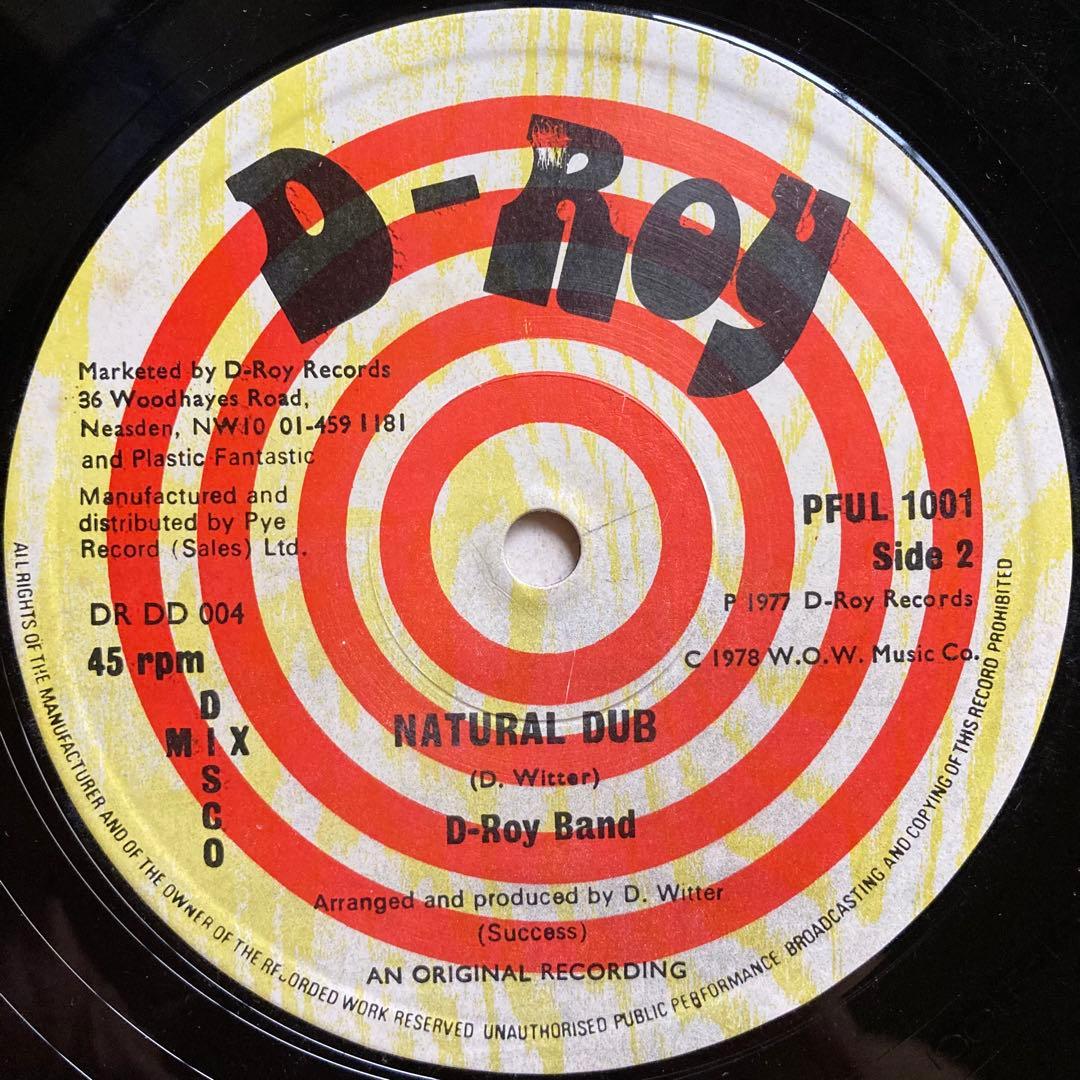 D-Roy
Marketed by D-Roy Records
36 Woodhayes Road,
Neasden, NW10 01-459 1181
and Plastic Fantastic
Manufactured and
distributed by Pye
Record (Sales) Ltd.
DR DD 004
45 rpm
DISCO
MIX
PFUL 1001
Side 2
P 1977 D-Roy Records
C 1978 W.O.W. Music Co.
NATURAL DUB
(D. Witter)
D-Roy Band
Arranged and produced by D. Witter
(Success)
AN ORIGINAL RECORDING
ALL RIGHTS OF THE MANUFACTURER AND OF THE OWNER OF THE RECORDED WORK RESERVED UNAUTHORISED PUBLIC PERFORMANCE BROADCASTING AND COPYING OF THIS RECORD PROHIBITED